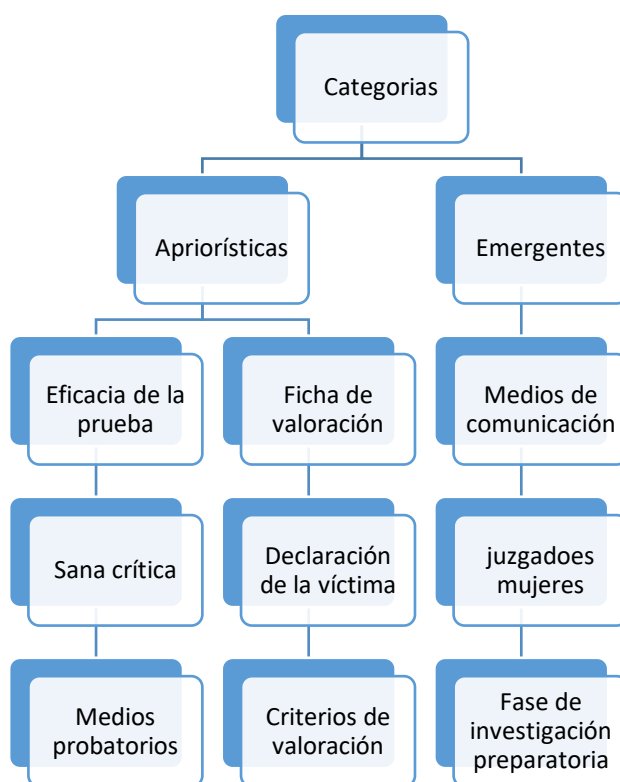 Categorias
Apriorísticas
Emergentes
Eficacia de la
prueba
Ficha de
valoración
Medios de
comunicación
Sana crítica
Declaración
de la víctima
juzgadoes
mujeres
Medios
probatorios
Criterios de
valoración
Fase de
investigación
preparatoria